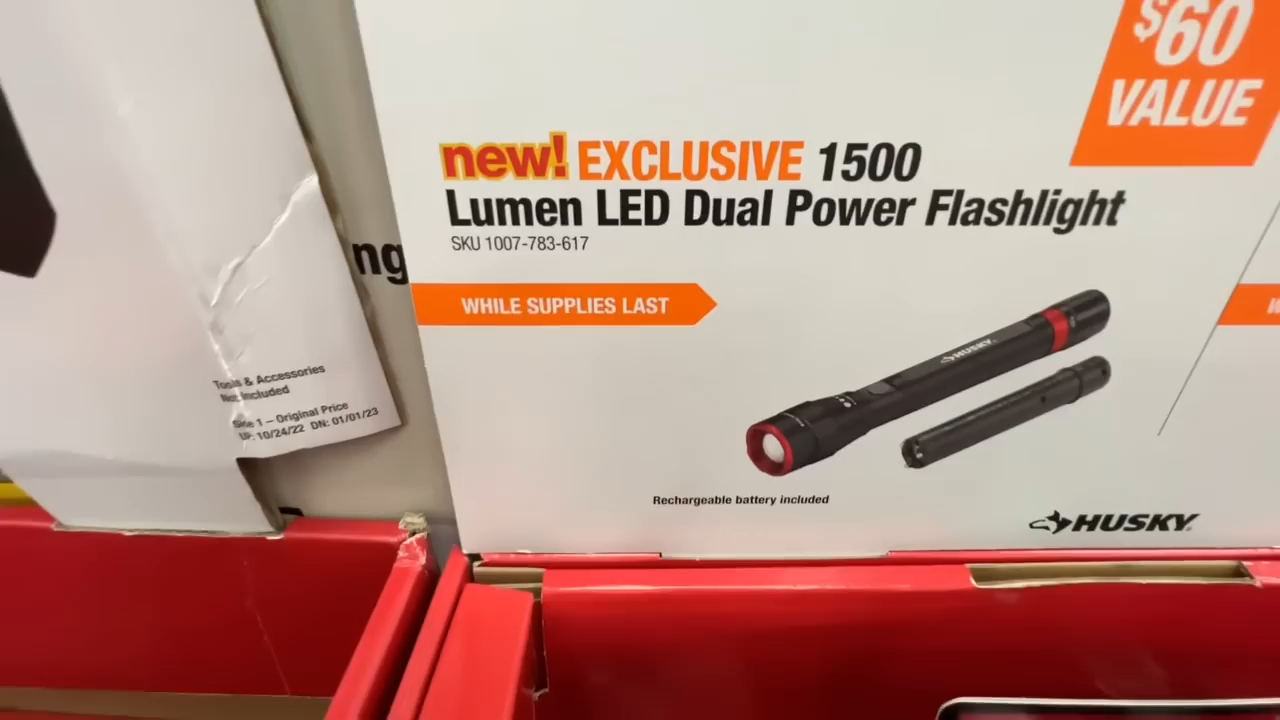 $60
VALUE
new! EXCLUSIVE 1500
Lumen LED Dual Power Flashlight
SKU 1007-783-617
ng
WHILE SUPPLIES LAST
HUSKY
Tools & Accessories
Not Included
Side 1 – Original Price
UP: 10/24/22 DN: 01/01/23
Rechargeable battery included
HUSKY